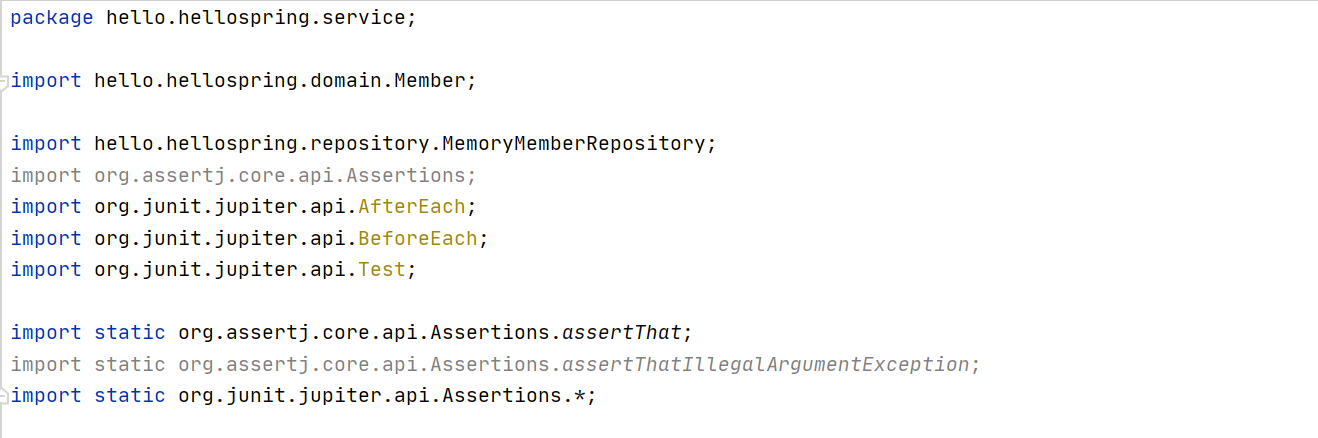 package hello.hellospring.service;
import hello.hellospring.domain.Member;
import hello.hellospring.repository.MemoryMemberRepository;
import org.assertj.core.api.Assertions;
import org.junit.jupiter.api.AfterEach;
import org.junit.jupiter.api.BeforeEach;
import org.junit.jupiter.api.Test;
import static org.assertj.core.api.Assertions.assertThat;
import static org.assertj.core.api.Assertions.assertThatIllegalArgumentException;
import static org.junit.jupiter.api.Assertions.*;